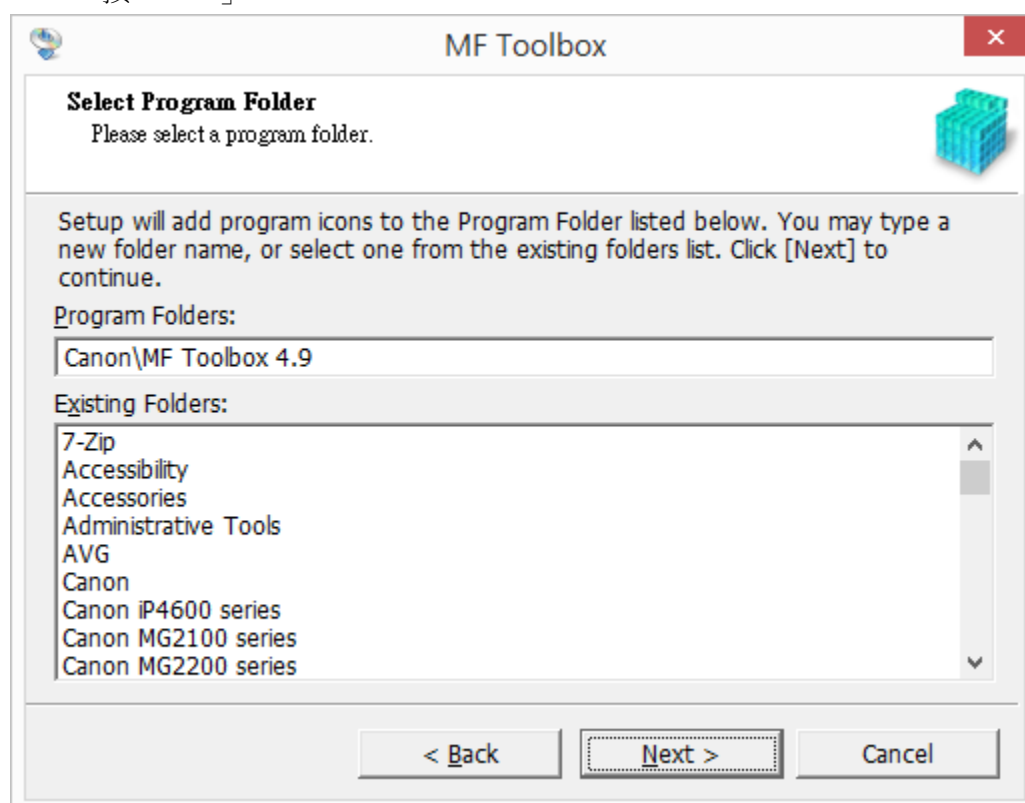 MF Toolbox
Select Program Folder
Please select a program folder.
Setup will add program icons to the Program Folder listed below. You may type a
new folder name, or select one from the existing folders list. Click [Next] to
continue.
Program Folders:
Canon\MF Toolbox 4.9
Existing Folders:
7-Zip
Accessibility
Accessories
Administrative Tools
AVG
Canon
Canon iP4600 series
Canon MG2100 series
Canon MG2200 series
< Back
Next >
Cancel